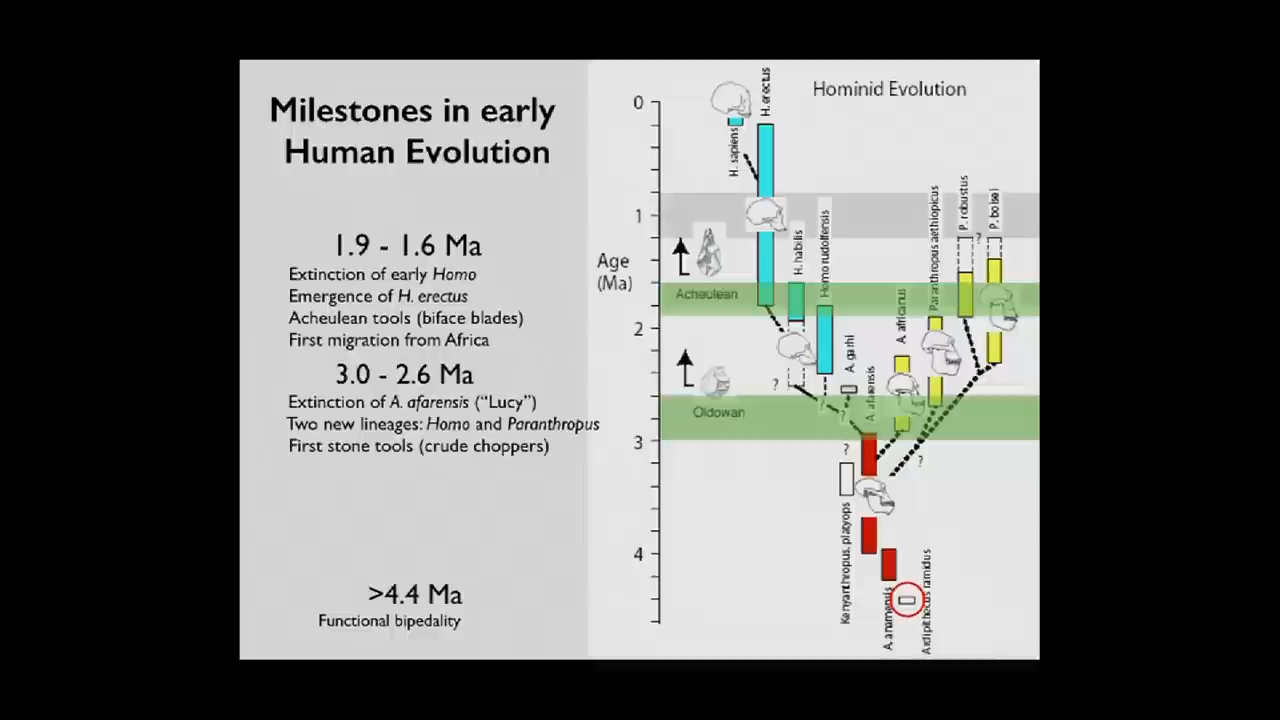 Milestones in early
Human Evolution
1.9 - 1.6 Ma
Extinction of early Homo
Emergence of H. erectus
Acheulean tools (biface blades)
First migration from Africa
3.0 - 2.6 Ma
Extinction of A. afarensis (“Lucy”)
Two new lineages: Homo and Paranthropus
First stone tools (crude choppers)
>4.4 Ma
Functional bipedality
Hominid Evolution
Age
(Ma)
0
1
2
3
4
Acheulean
Oldowan
H. sapiens
H. erectus
H. habilis
Homo rudolfensis
A. garhi
A. afarensis
A. africanus
Paranthropus aethiopicus
P. robustus
P. boisei
Kenyanthropus. platyops
A. anamensis
Ardipithecus ramidus
?
?
?
?
?
?